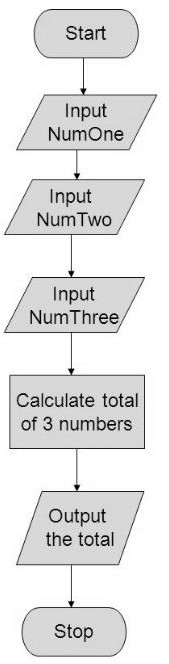 Start
Input
NumOne
Input
NumTwo
Input
NumThree
Calculate total
of 3 numbers
Output
the total
Stop